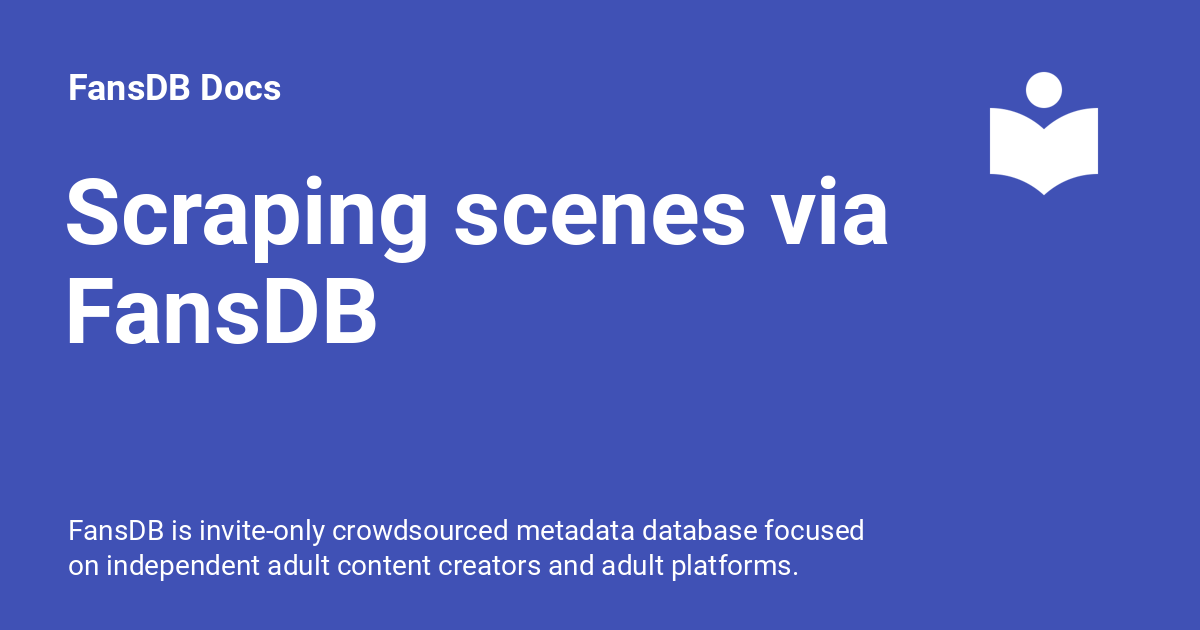 FansDB Docs
Scraping scenes via
FansDB
FansDB is invite-only crowdsourced metadata database focused
on independent adult content creators and adult platforms.